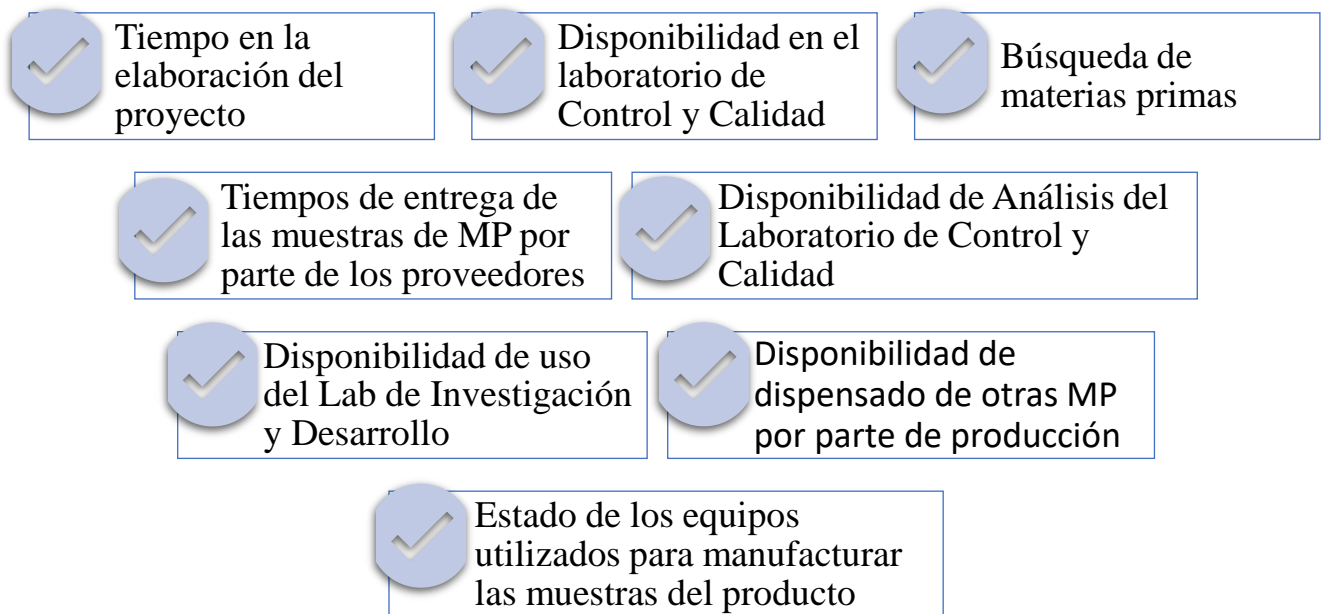 Tiempo en la
elaboración del
proyecto
Disponibilidad en el
laboratorio de
Control y Calidad
Búsqueda de
materias primas
Tiempos de entrega de
las muestras de MP por
parte de los proveedores
Disponibilidad de Análisis del
Laboratorio de Control y
Calidad
Disponibilidad de uso
del Lab de Investigación
y Desarrollo
Disponibilidad de
dispensado de otras MP
por parte de producción
Estado de los equipos
utilizados para manufacturar
las muestras del producto